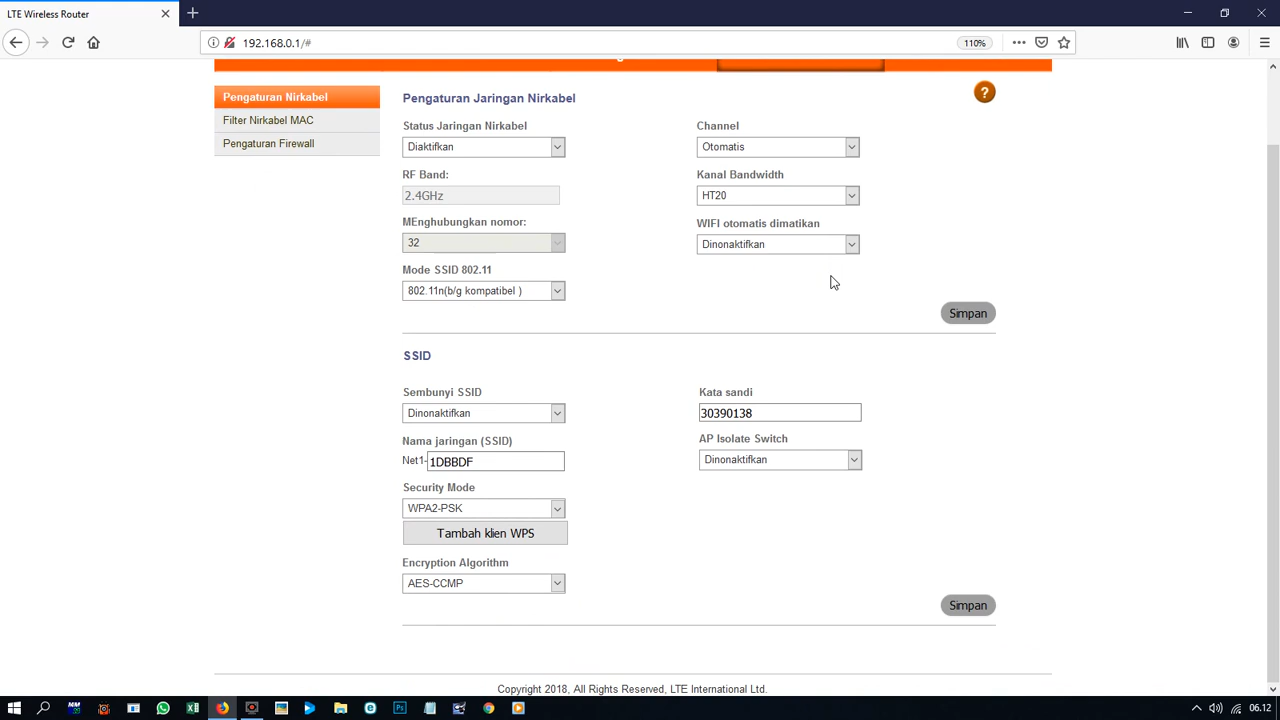 LTE Wireless Router
192.168.0.1/#
110%
Pengaturan Nirkabel
Filter Nirkabel MAC
Pengaturan Firewall
Pengaturan Jaringan Nirkabel
?
Status Jaringan Nirkabel
Diaktifkan
Channel
Otomatis
RF Band:
2.4GHz
Kanal Bandwidth
HT20
MEnghubungkan nomor:
32
WIFI otomatis dimatikan
Dinonaktifkan
Mode SSID 802.11
802.11n(b/g kompatibel )
Simpan
SSID
Sembunyi SSID
Dinonaktifkan
Kata sandi
30390138
Nama jaringan (SSID)
Net1- 1DBBDF
AP Isolate Switch
Dinonaktifkan
Security Mode
WPA2-PSK
Tambah klien WPS
Encryption Algorithm
AES-CCMP
Simpan
Copyright 2018, All Rights Reserved, LTE International Ltd.
06.12